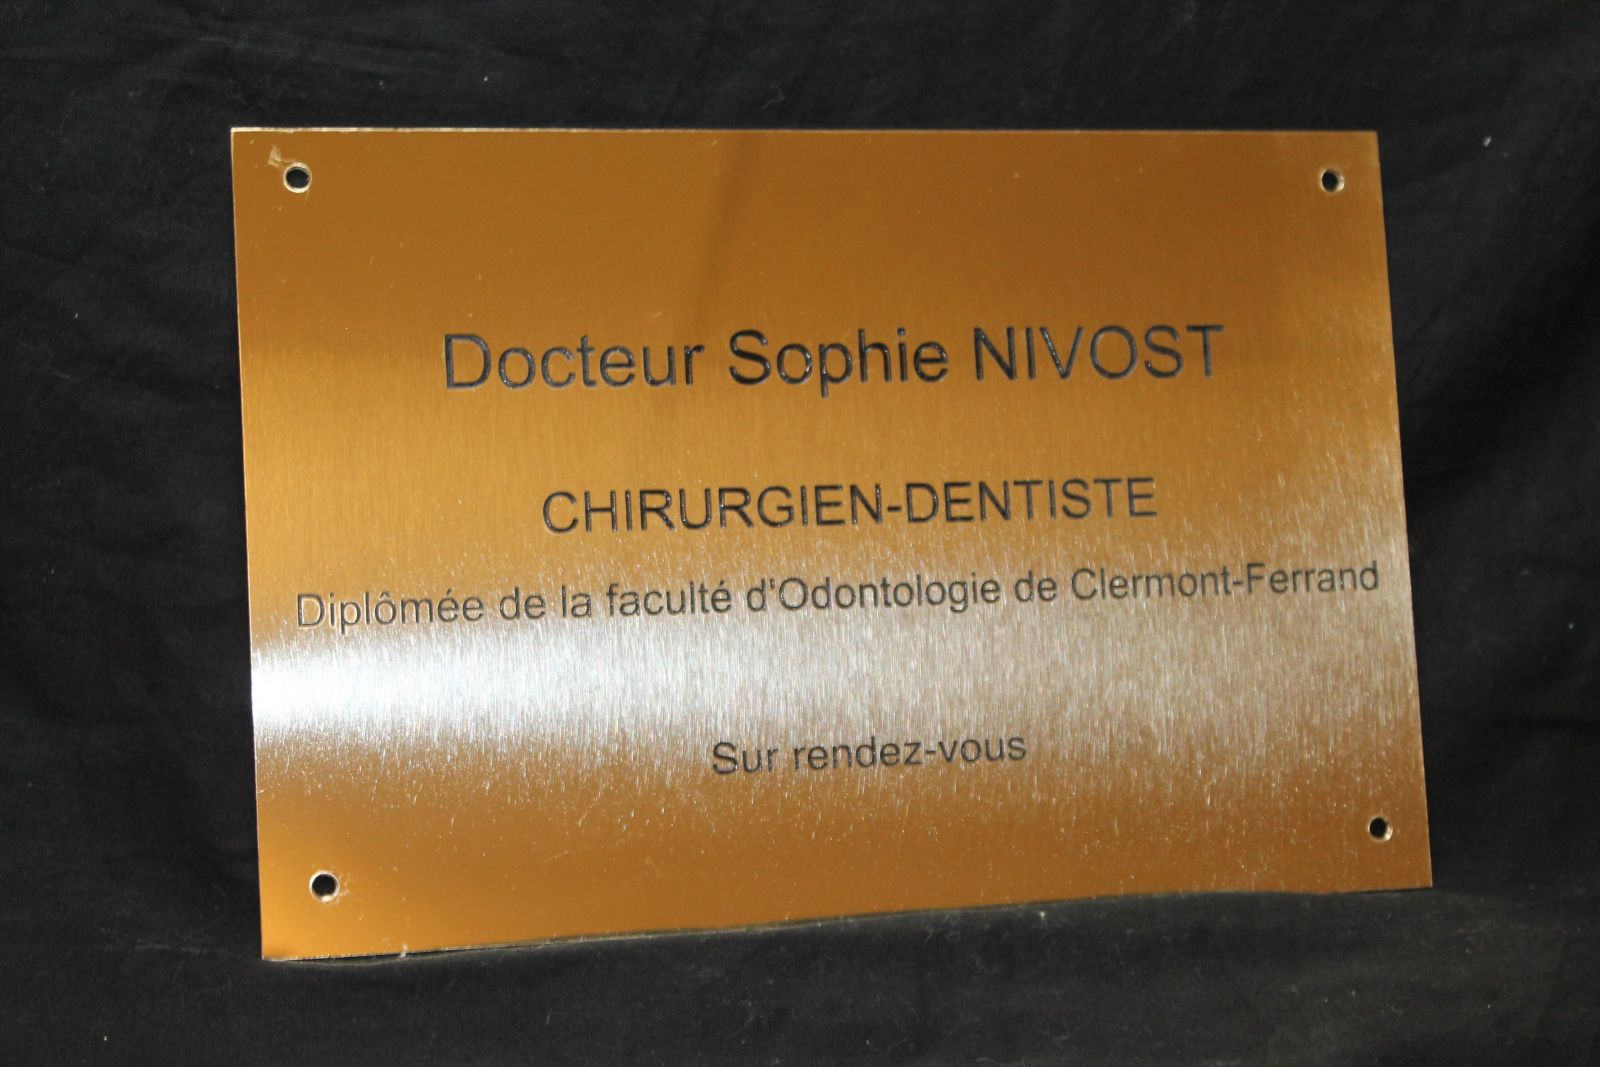 Docteur Sophie NIVOST
CHIRURGIEN-DENTISTE
Diplômée de la faculté d'Odontologie de Clermont-Ferrand
Sur rendez-vous